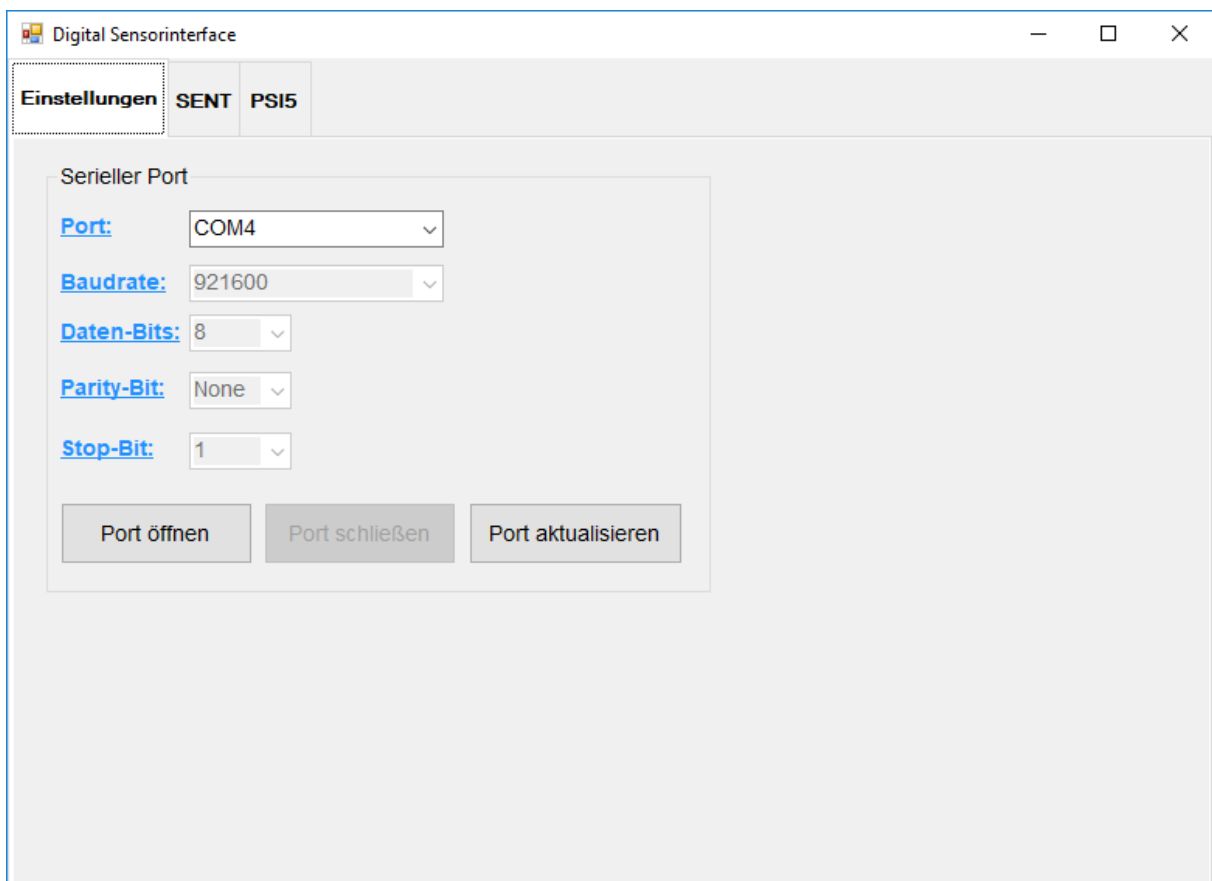 Digital Sensorinterface
Einstellungen SENT PSI5
Serieller Port
Port: COM4
Baudrate: 921600
Daten-Bits: 8
Parity-Bit: None
Stop-Bit: 1
Port öffnen Port schließen Port aktualisieren